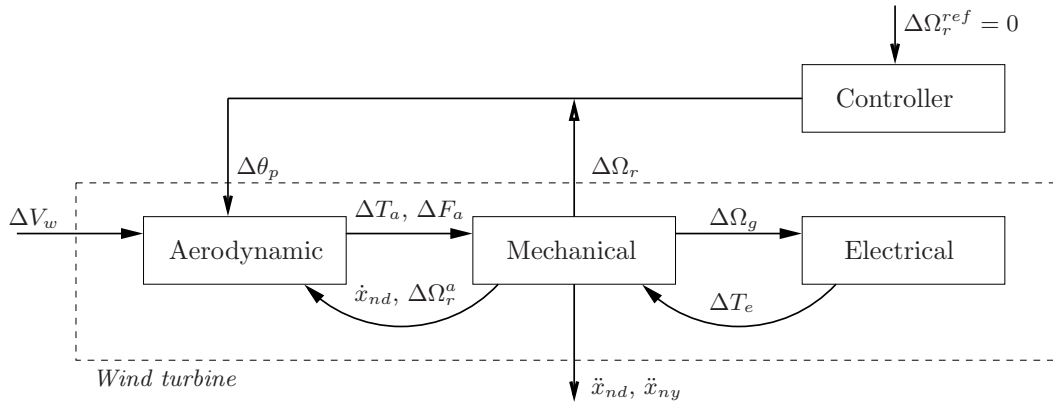 ΔΩ_r^{ref} = 0
Controller
Δθ_p
ΔΩ_r
ΔV_w
ΔT_a, ΔF_a
ΔΩ_g
Aerodynamic
Mechanical
Electrical
ẋ_{nd}, ΔΩ_r^a
ΔT_e
Wind turbine
ẍ_{nd}, ẍ_{ny}